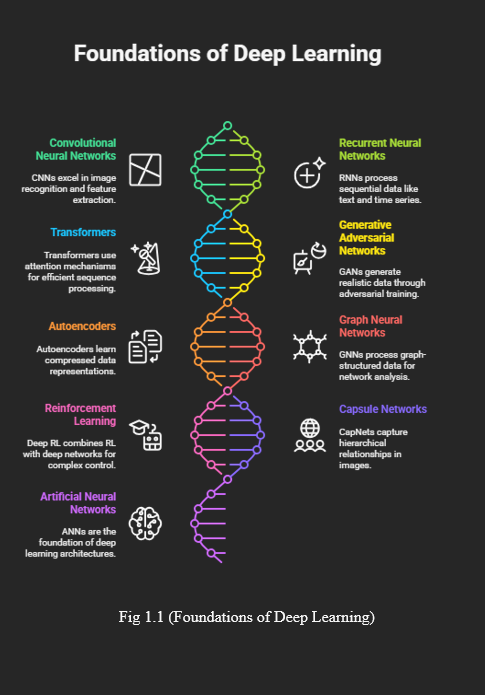 Foundations of Deep Learning
Convolutional
Neural Networks
CNNs excel in image
recognition and feature
extraction.
Recurrent Neural
Networks
RNNs process
sequential data like
text and time series.
Transformers
Transformers use
attention mechanisms
for efficient sequence
processing.
Generative
Adversarial
Networks
GANs generate
realistic data through
adversarial training.
Autoencoders
Autoencoders learn
compressed data
representations.
Graph Neural
Networks
GNNs process graph-
structured data for
network analysis.
Reinforcement
Learning
Deep RL combines RL
with deep networks for
complex control.
Capsule Networks
CapNets capture
hierarchical
relationships in
images.
Artificial Neural
Networks
ANNs are the
foundation of deep
learning architectures.
Fig 1.1 (Foundations of Deep Learning)